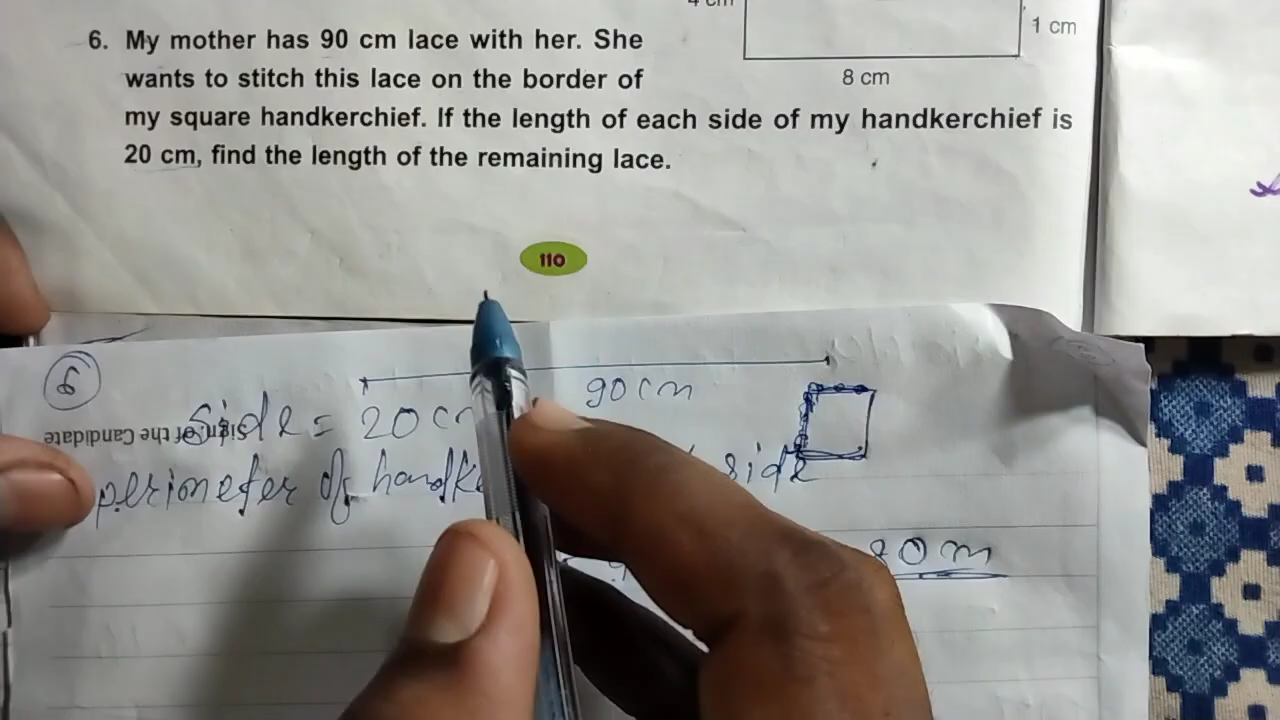 4 cm
1 cm
8 cm
6. My mother has 90 cm lace with her. She
wants to stitch this lace on the border of
my square handkerchief. If the length of each side of my handkerchief is
20 cm, find the length of the remaining lace.
110
6
90 cm
Side = 20 c
Sign. of the Candidate
perimeter of handke side
80 m